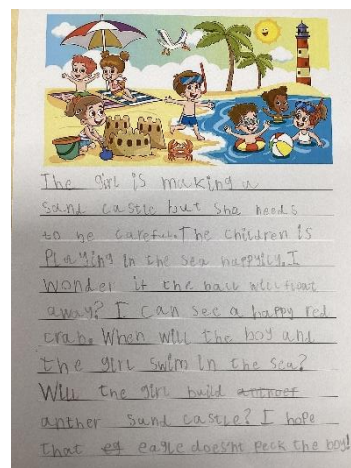 The girl is making a
sand castle but sha needs
to be careful. The children is
Playing in the sea happyily. I
wonder if the ball will float
away? I can see a happy red
crab. When will the boy and
the girl swim in the sea?
Will the girl build
anther sand castle? I hope
that eagle doesn't peck the boy!